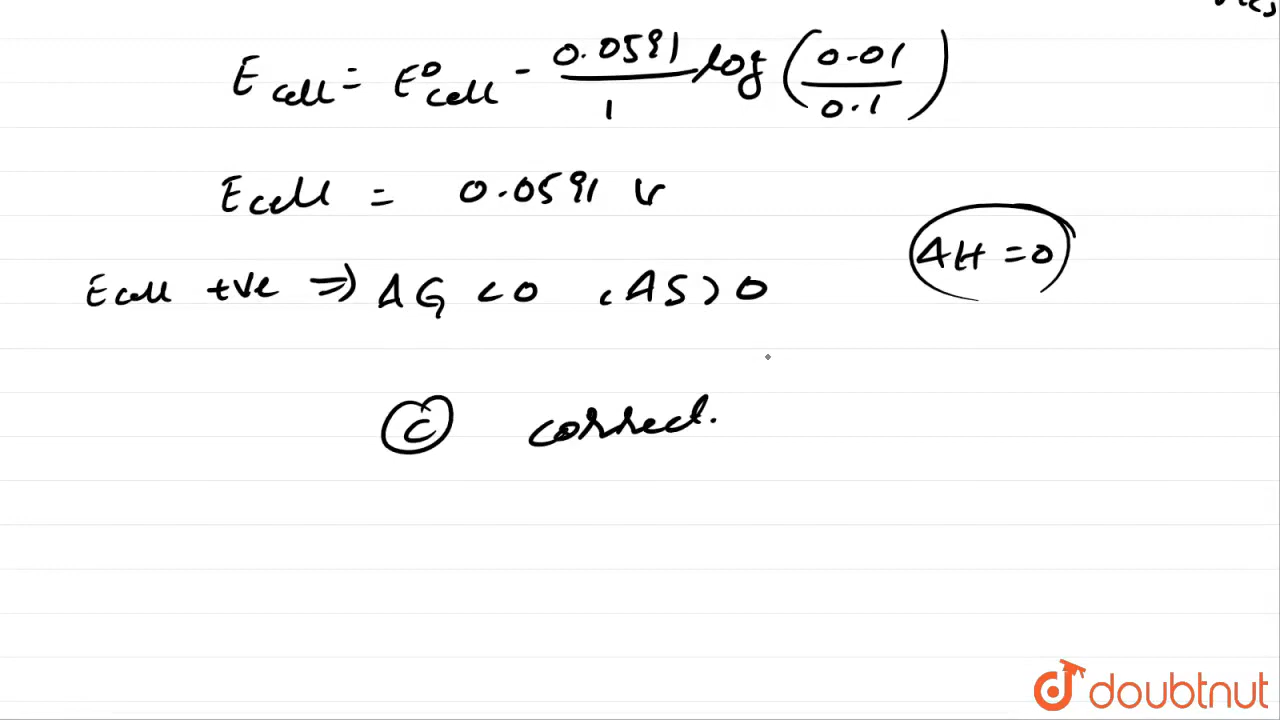 E cell = E⁰cell - 0.0591/1 log (0.01/0.1)
Ecell = 0.0591 V
ΔH = 0
Ecell +ve ⇒ ΔG < 0 , ΔS > 0
(C) correct.
doubtnut